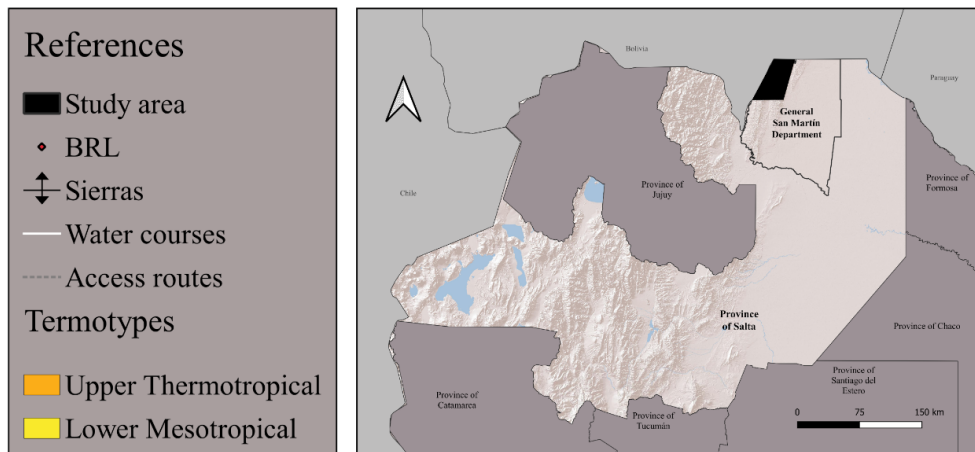 References
Study area
BRL
Sierras
Water courses
Access routes
Termotypes
Upper Thermotropical
Lower Mesotropical
Bolivia
Paraguay
General
San Martín
Department
Chile
Province of
Jujuy
Province of
Formosa
Province
of Salta
Province of Chaco
Province of
Santiago del
Estero
Province of
Catamarca
Province of
Tucumán
0 75 150 km